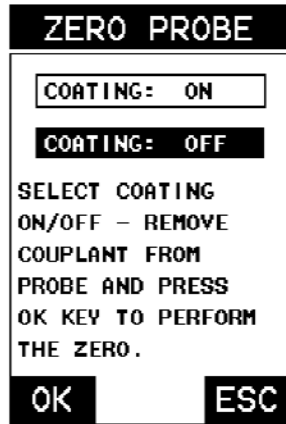 ZERO PROBE
COATING: ON
COATING: OFF
SELECT COATING
ON/OFF – REMOVE
COUPLANT FROM
PROBE AND PRESS
OK KEY TO PERFORM
THE ZERO.
OK ESC